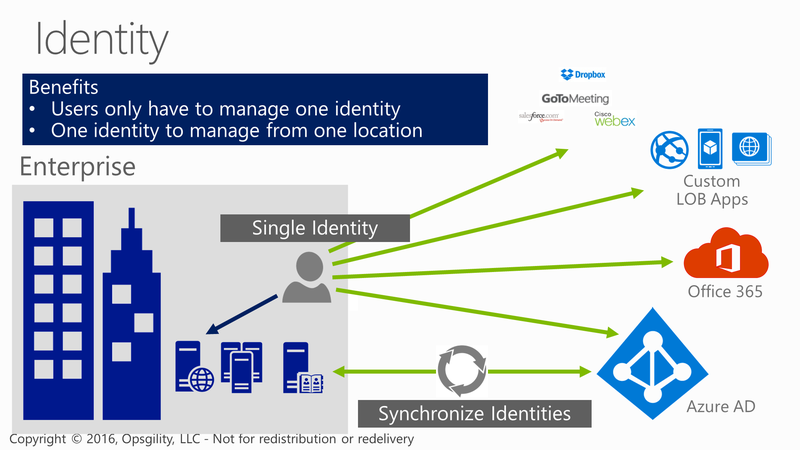 Identity
Benefits
• Users only have to manage one identity
• One identity to manage from one location
Dropbox
GoToMeeting
salesforce.com
Cisco
webex
Enterprise
Single Identity
Custom
LOB Apps
Office 365
Azure AD
Synchronize Identities
Copyright © 2016, Opsgility, LLC - Not for redistribution or redelivery